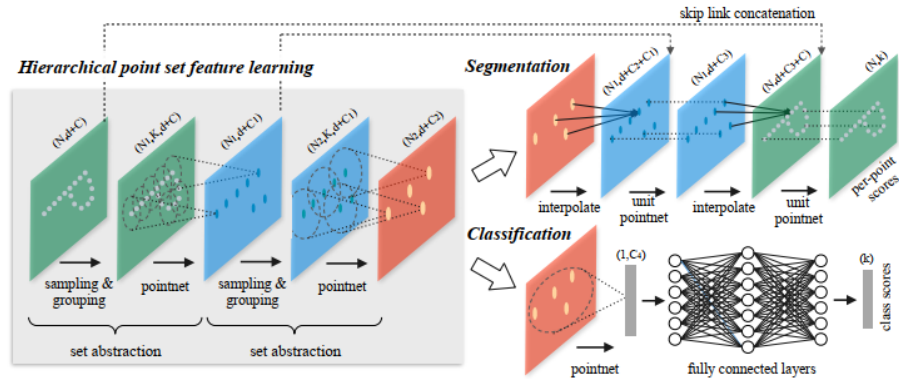 skip link concatenation
Hierarchical point set feature learning
(N,d+C)
(N1,K,d+C)
(N1,d+C1)
(N2,K,d+C1)
(N2,d+C2)
sampling &
grouping
pointnet
sampling &
grouping
pointnet
set abstraction
set abstraction
Segmentation
(N1,d+C2+C1)
(N1,d+C3)
(N,d+C3+C)
(N,k)
per-point
scores
interpolate
unit
pointnet
interpolate
unit
pointnet
Classification
(1,C4)
(k)
class scores
pointnet
fully connected layers